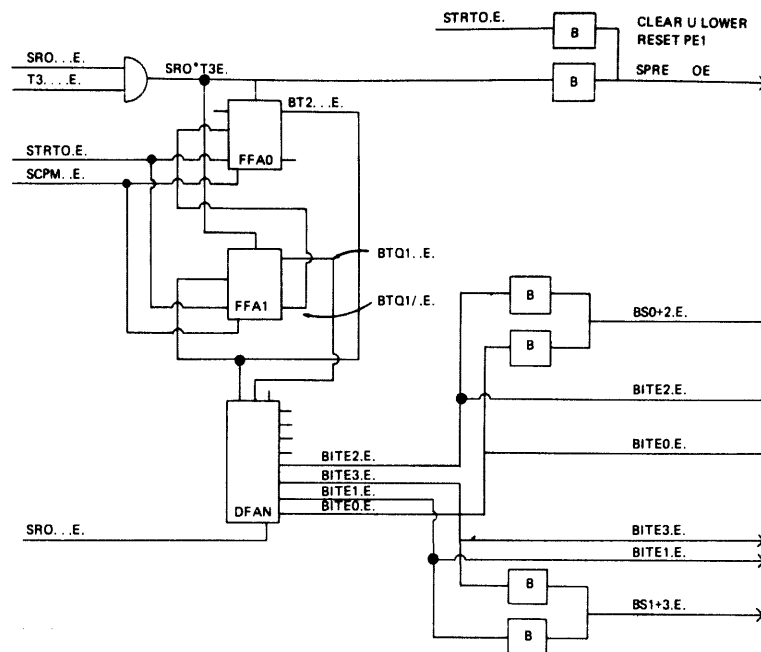 STRTO.E.
B
CLEAR U LOWER
RESET PE1
SRO...E.
SRO*T3E.
B
SPRE OE
T3....E.
BT2...E.
STRTO.E.
FFA0
SCPM..E.
BTQ1..E.
B
FFA1
BTQ1/.E.
BS0+2.E.
B
BITE2.E.
BITE0.E.
BITE2.E.
BITE3.E.
BITE1.E.
DFAN
BITE0.E.
SRO...E.
BITE3.E.
BITE1.E.
B
BS1+3.E.
B